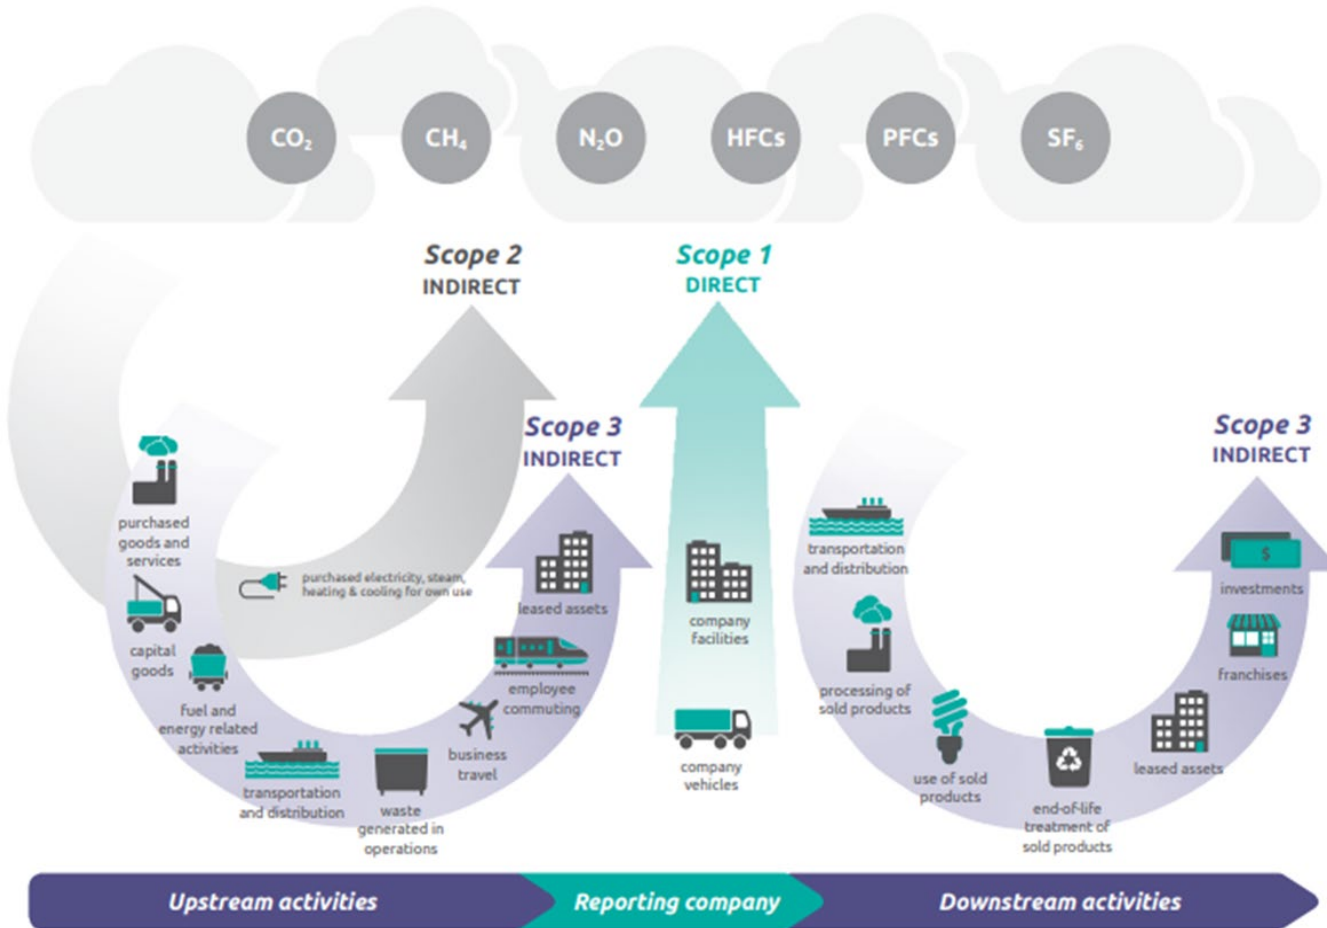 CO₂
CH₄
N₂O
HFCs
PFCs
SF₆
Scope 2
INDIRECT
Scope 1
DIRECT
Scope 3
INDIRECT
Scope 3
INDIRECT
purchased
goods and
services
capital
goods
fuel and
energy related
activities
purchased electricity, steam,
heating & cooling for own use
transportation
and distribution
waste
generated in
operations
business
travel
employee
commuting
leased assets
company
facilities
company
vehicles
transportation
and distribution
processing of
sold products
use of sold
products
end-of-life
treatment of
sold products
leased assets
franchises
$
investments
Upstream activities
Reporting company
Downstream activities